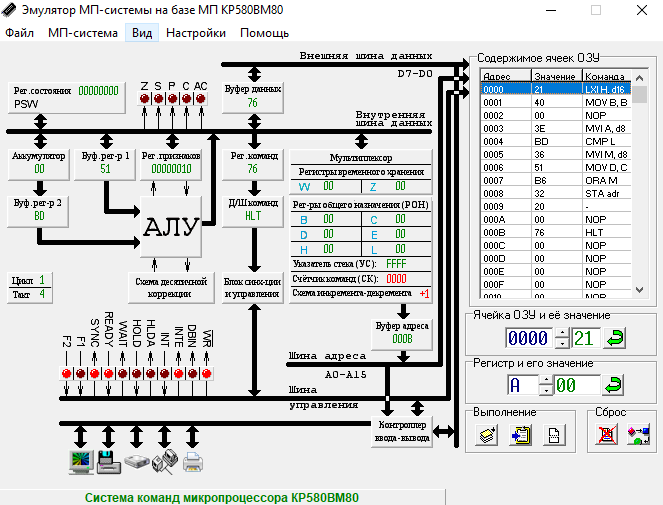 Эмулятор МП-системы на базе МП КР580ВМ80
Файл МП-система Вид Настройки Помощь
Внешняя шина данных
D7-D0
Рег.состояния 00000000
PSW
Z S P C AC
Буфер данных
76
Внутренняя
шина данных
Аккумулятор
00
Буф.рег-р 1
51
Рег.признаков
00000010
Рег.команд
76
Мультиплексор
Регистры временного хранения
W 00 Z 00
Буф.рег-р 2
BD
АЛУ
Д/Ш команд
HLT
Рег-ры общего назначения (РОН)
B 00 C 00
D 00 E 00
H 00 L 00
Указатель стека (УС): FFFF
Счётчик команд (СК): 0000
Схема инкремента-декремента +1
Цикл 1
Такт 4
Схема десятичной
коррекции
Блок синх-ции
и управления
Буфер адреса
000B
F2 F1 SYNC READY WAIT HOLD HLDA INT INTE DBIN WR
Шина адреса
A0-A15
Шина
управления
Контроллер
ввода-вывода
Содержимое ячеек ОЗУ
Адрес Значение Команда
0000 21 LXI H, d16
0001 40 MOV B, B
0002 00 NOP
0003 3E MVI A, d8
0004 BD CMP L
0005 36 MVI M, d8
0006 51 MOV D, C
0007 B6 ORA M
0008 32 STA adr
0009 20 -
000A 00 NOP
000B 76 HLT
000C 00 NOP
000D 00 NOP
000E 00 NOP
000F 00 NOP
0010 00 NOP
Ячейка ОЗУ и её значение
0000 21
Регистр и его значение
A 00
Выполнение
Сброс
Система команд микропроцессора КР580ВМ80